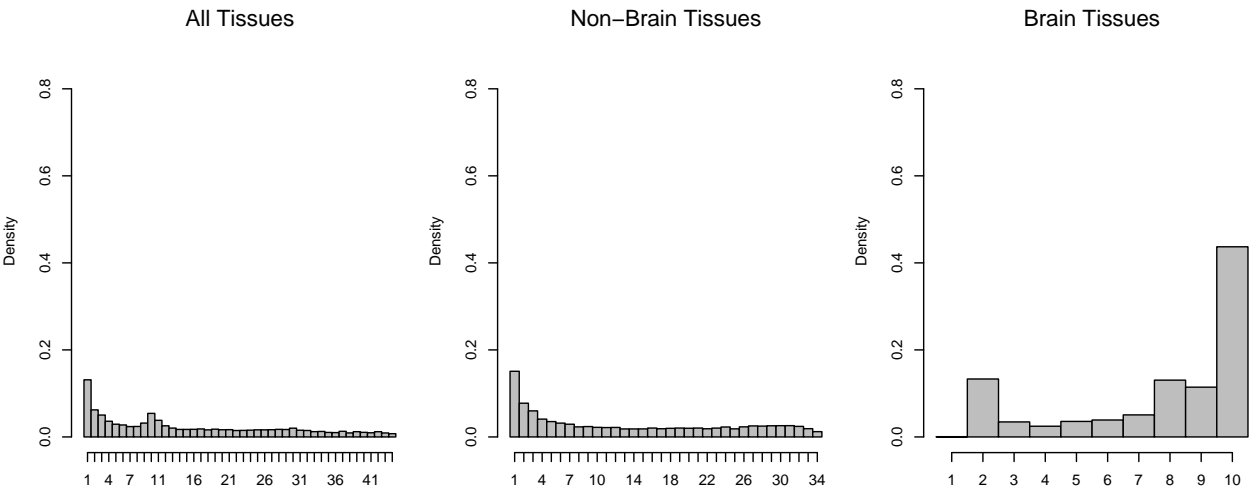 All Tissues
Density
0.0 0.2 0.4 0.6 0.8
1 4 7 11 16 21 26 31 36 41
Non−Brain Tissues
Density
0.0 0.2 0.4 0.6 0.8
1 4 7 10 14 18 22 26 30 34
Brain Tissues
Density
0.0 0.2 0.4 0.6 0.8
1 2 3 4 5 6 7 8 9 10